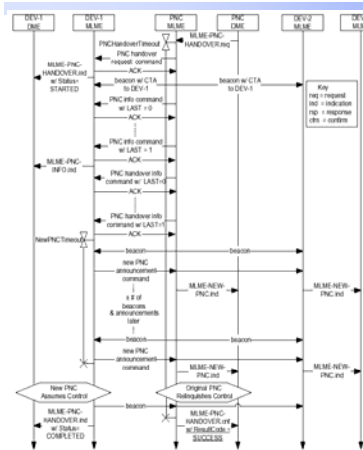 DEV-1
DME
DEV-1
MLME
PNC
MLME
PNC
DME
DEV-2
MLME
PNCHandoverTimeout
MLME-PNC-
HANDOVER.req
MLME-PNC-
HANDOVER.ind
w/ Status=
STARTED
PNC handover
request command
ACK
beacon w/ CTA
to DEV-1
beacon w/ CTA
to DEV-1
Key
req = request
ind = indication
rsp = response
cfm = confirm
PNC info command
w/ LAST = 0
ACK
PNC info command
w/ LAST = 1
ACK
MLME-PNC-
INFO.ind
PNC handover info
command w/ LAST=0
ACK
PNC handover info
command w/ LAST=1
ACK
NewPNCTimeout
beacon
beacon
new PNC
announcement
command
MLME-NEW-
PNC.ind
MLME-NEW-
PNC.ind
x # of
beacons
& announcements
later
beacon
beacon
new PNC
announcement
command
MLME-NEW-
PNC.ind
MLME-NEW-
PNC.ind
New PNC
Assumes Control
Original PNC
Relinquishes Control
beacon
beacon
MLME-PNC-
HANDOVER.ind
w/ Status=
COMPLETED
MLME-PNC-
HANDOVER.cnf
w/ ResultCode=
SUCCESS